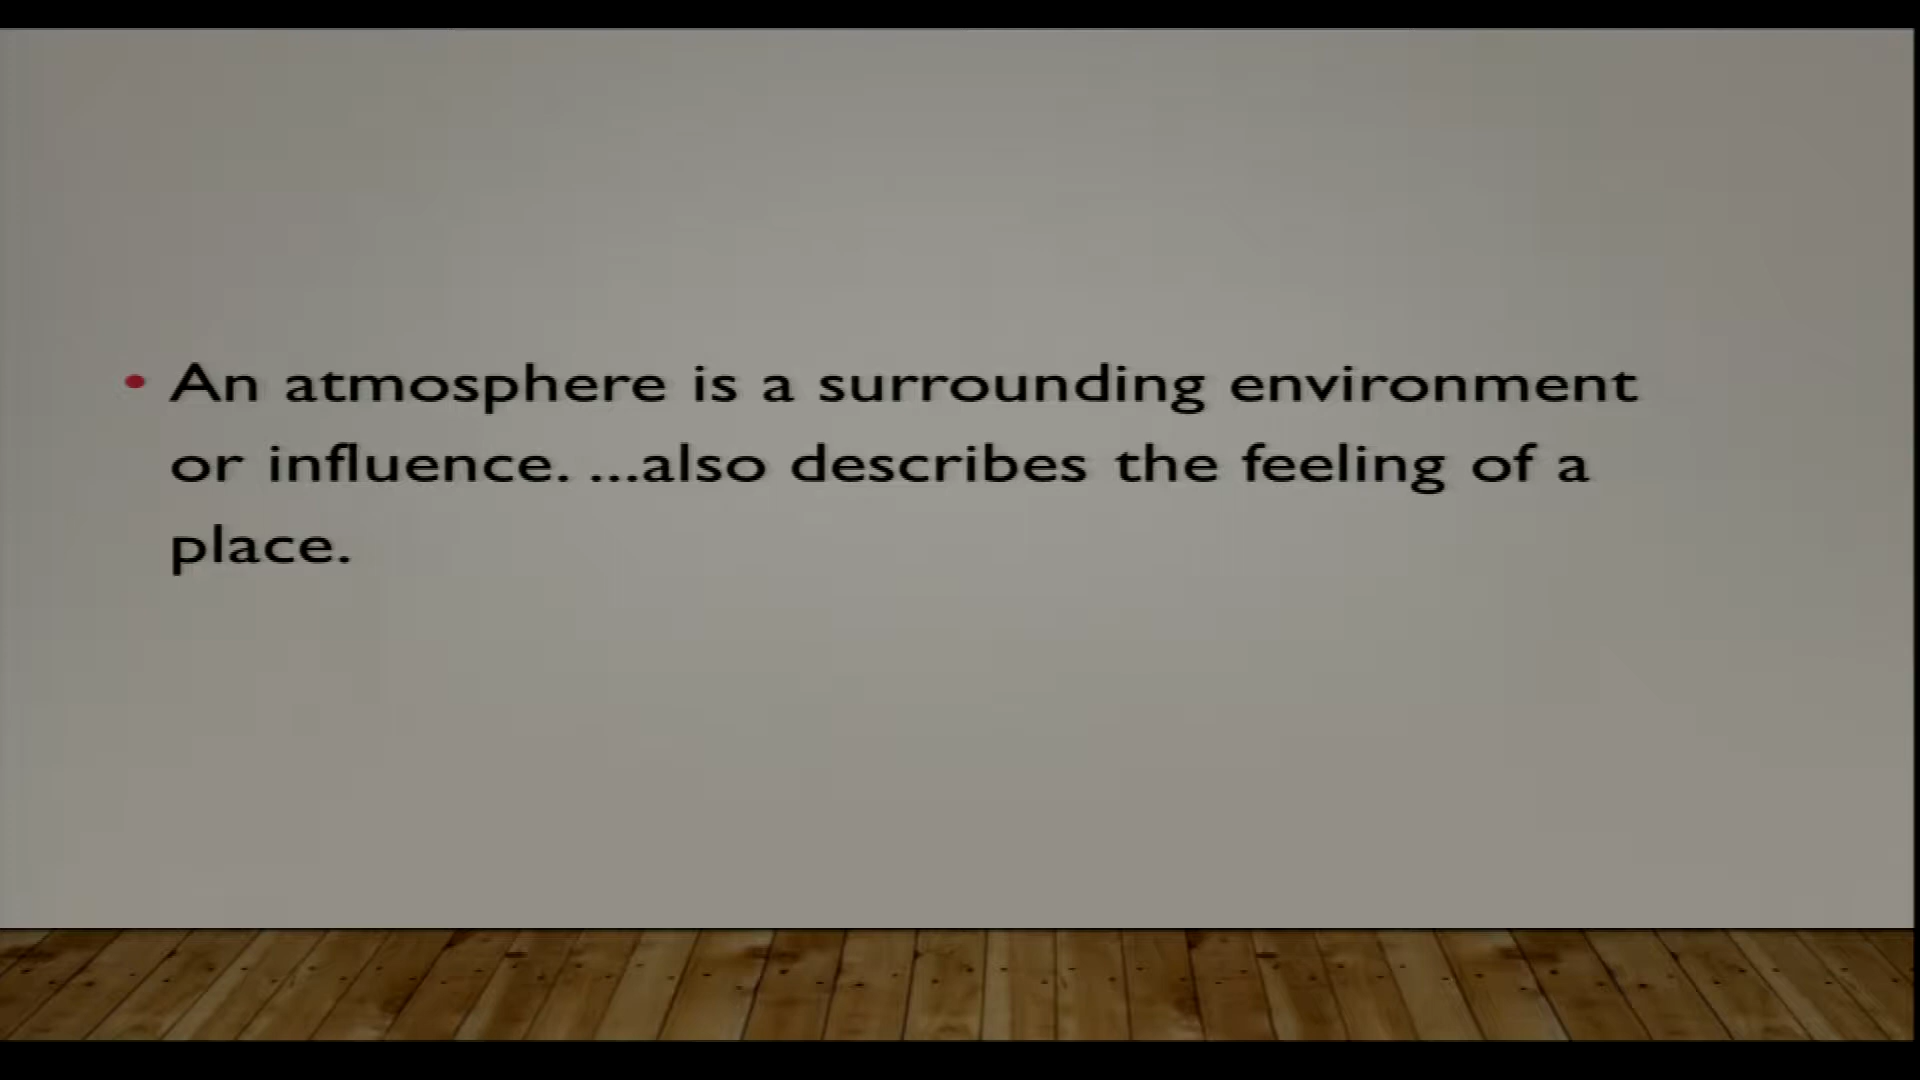 • An atmosphere is a surrounding environment
or influence. ...also describes the feeling of a
place.